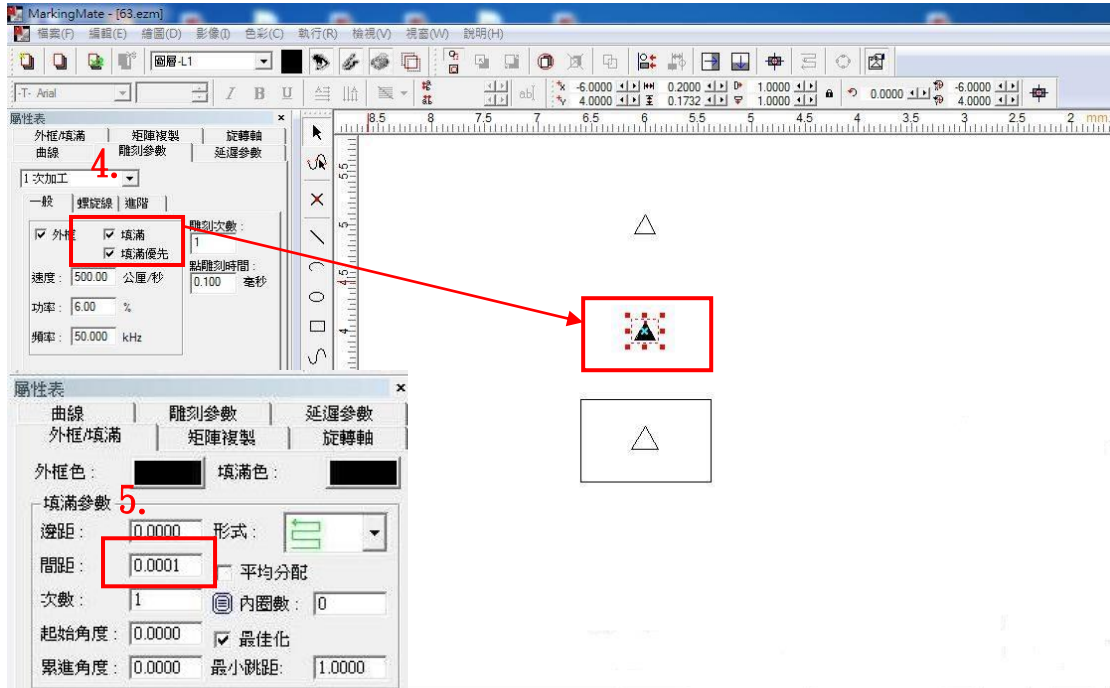 MarkingMate - [63.ezm]
檔案(F) 編輯(E) 繪圖(D) 影像(I) 色彩(C) 執行(R) 檢視(V) 視窗(W) 說明(H)
圖層-L1
-T- Arial I B U ab| -6.0000 0.2000 1.0000 0.0000 -6.0000
4.0000 0.1732 1.0000 4.0000
屬性表 ×
外框/填滿 矩陣複製 旋轉軸
曲線 雕刻參數 延遲參數
4.
1 次加工
一般 螺旋線 進階
外框 填滿 雕刻次數 :
填滿優先 1
速度 : 500.00 公厘/秒 點雕刻時間 :
0.100 毫秒
功率 : 6.00 %
頻率 : 50.000 kHz
8.5 8 7.5 7 6.5 6 5.5 5 4.5 4 3.5 3 2.5 2 mm.
5.5
5
4.5
4
屬性表 ×
曲線 雕刻參數 延遲參數
外框/填滿 矩陣複製 旋轉軸
外框色 : 填滿色 :
填滿參數 5.
邊距 : 0.0000 形式 :
間距 : 0.0001 平均分配
次數 : 1 內圈數 : 0
起始角度 : 0.0000 最佳化
累進角度 : 0.0000 最小跳距: 1.0000